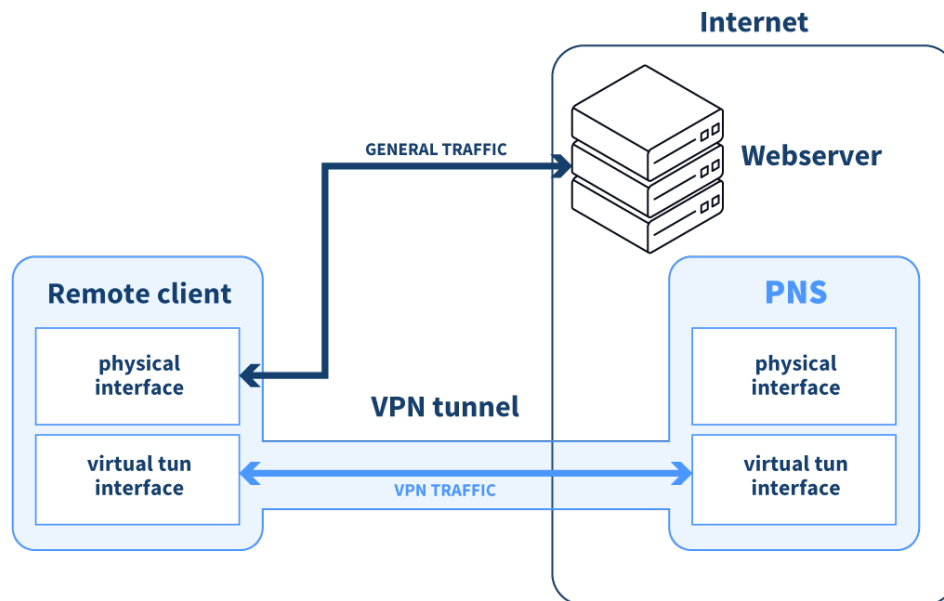 Internet
GENERAL TRAFFIC
Webserver
Remote client
physical
interface
virtual tun
interface
VPN tunnel
VPN TRAFFIC
PNS
physical
interface
virtual tun
interface